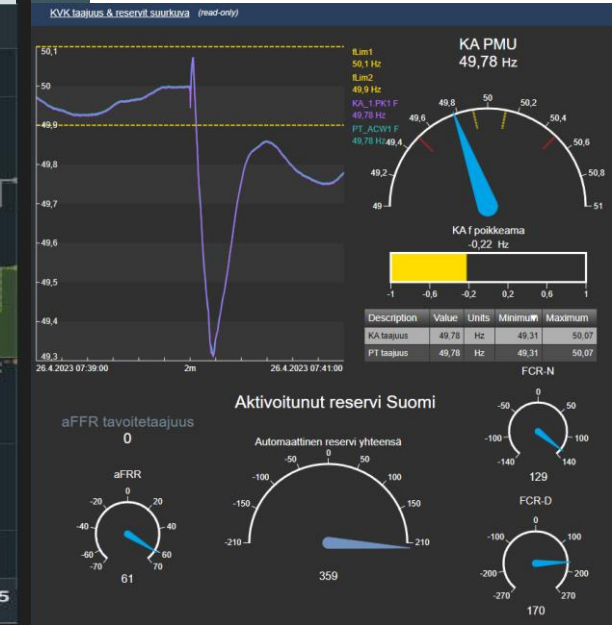 KVK taajuus & reservit suurkuva (read-only)
50,1
50
49,9
49,8
49,7
49,6
49,5
49,4
49,3
26.4.2023 07:39:00 2m 26.4.2023 07:41:00
fLim1
50,1 Hz
fLim2
49,9 Hz
KA_1.PK1 F
49,78 Hz
PT_ACW1 F
49,78 Hz
KA PMU
49,78 Hz
49 49,2 49,4 49,6 49,8 50 50,2 50,4 50,6 50,8 51
KA f poikkeama
-0,22 Hz
-1 -0,6 -0,2 0,2 0,6 1
Description Value Units Minimum Maximum
KA taajuus 49,78 Hz 49,31 50,07
PT taajuus 49,78 Hz 49,31 50,07
Aktivoitunut reservi Suomi
aFFR tavoitetaajuus
0
aFRR
-70 -60 -40 -20 0 20 40 60 70
61
Automaattinen reservi yhteensä
-210 -150 -100 -50 0 50 100 150 210
359
FCR-N
-140 -100 -50 0 50 100 140
129
FCR-D
-270 -200 -100 0 100 200 270
170
5